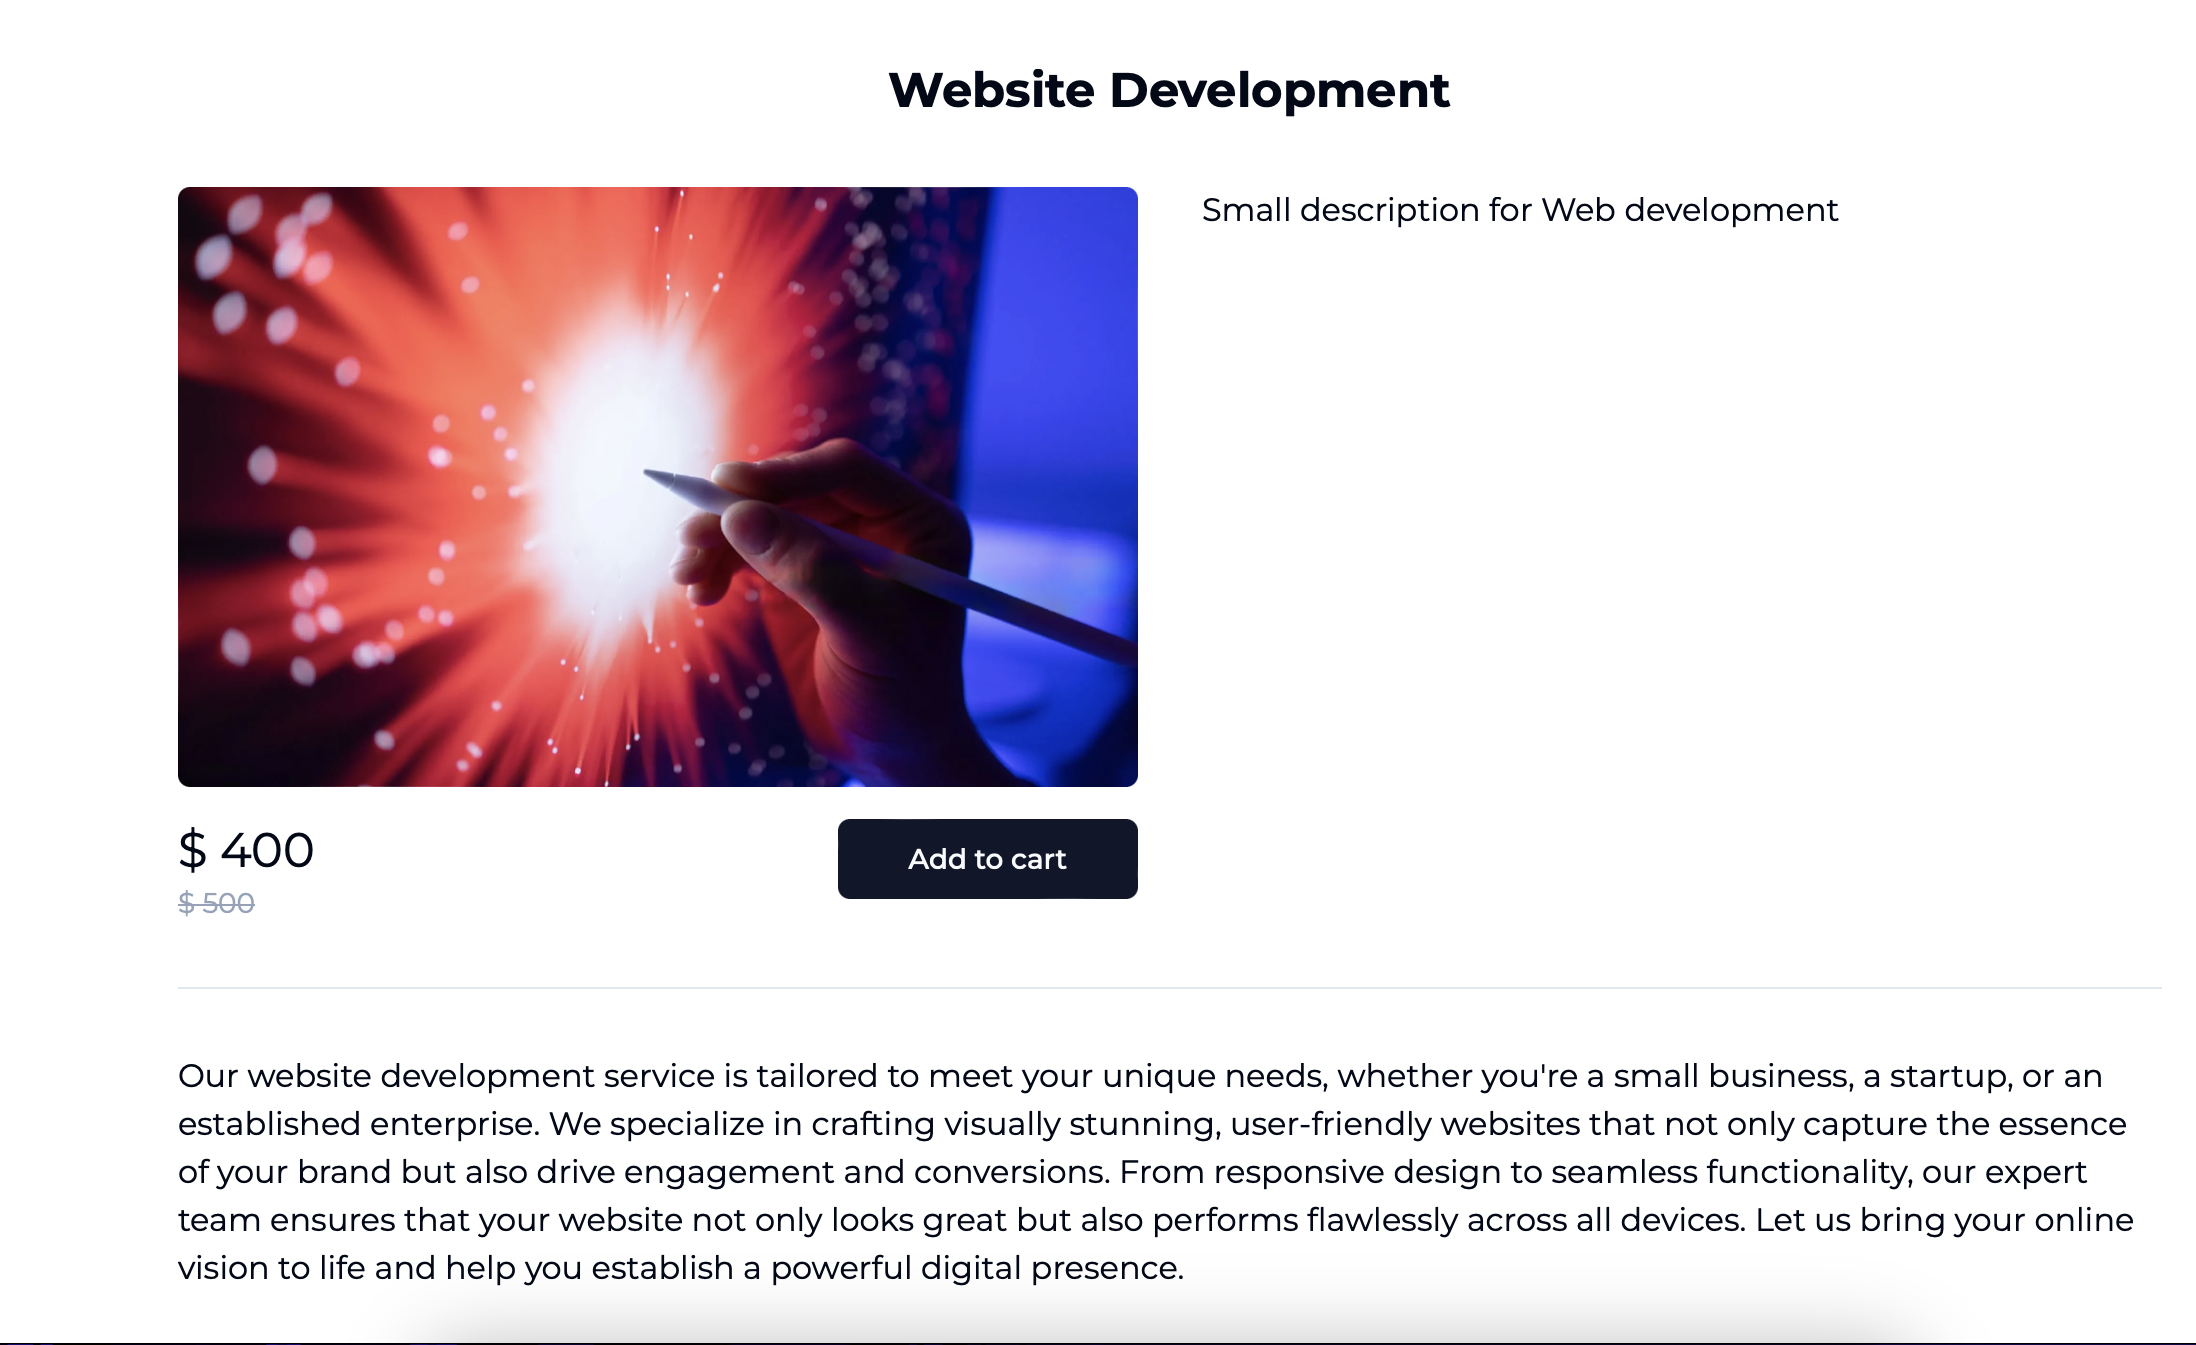 Website Development
Small description for Web development
$ 400
Add to cart
$ 500
Our website development service is tailored to meet your unique needs, whether you're a small business, a startup, or an
established enterprise. We specialize in crafting visually stunning, user-friendly websites that not only capture the essence
of your brand but also drive engagement and conversions. From responsive design to seamless functionality, our expert
team ensures that your website not only looks great but also performs flawlessly across all devices. Let us bring your online
vision to life and help you establish a powerful digital presence.